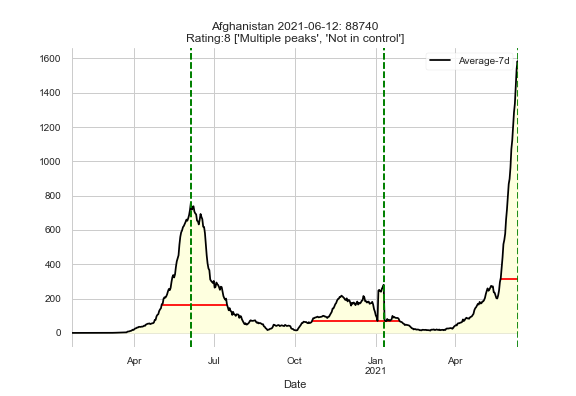 Afghanistan 2021-06-12: 88740
Rating:8 ['Multiple peaks', 'Not in control']
Average-7d
1600
1400
1200
1000
800
600
400
200
0
Apr
Jul
Oct
Jan
2021
Apr
Date